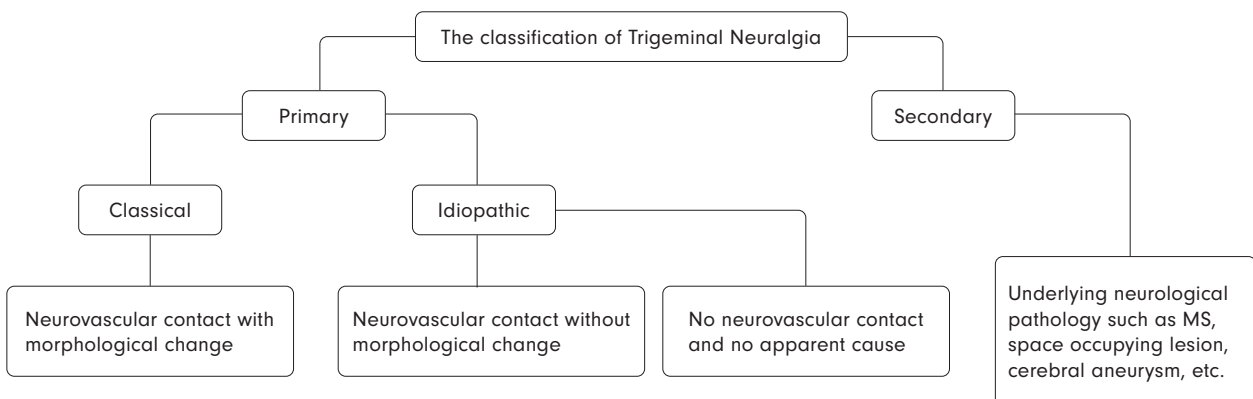 The classification of Trigeminal Neuralgia
Primary
Secondary
Classical
Idiopathic
Neurovascular contact with
morphological change
Neurovascular contact without
morphological change
No neurovascular contact
and no apparent cause
Underlying neurological
pathology such as MS,
space occupying lesion,
cerebral aneurysm, etc.